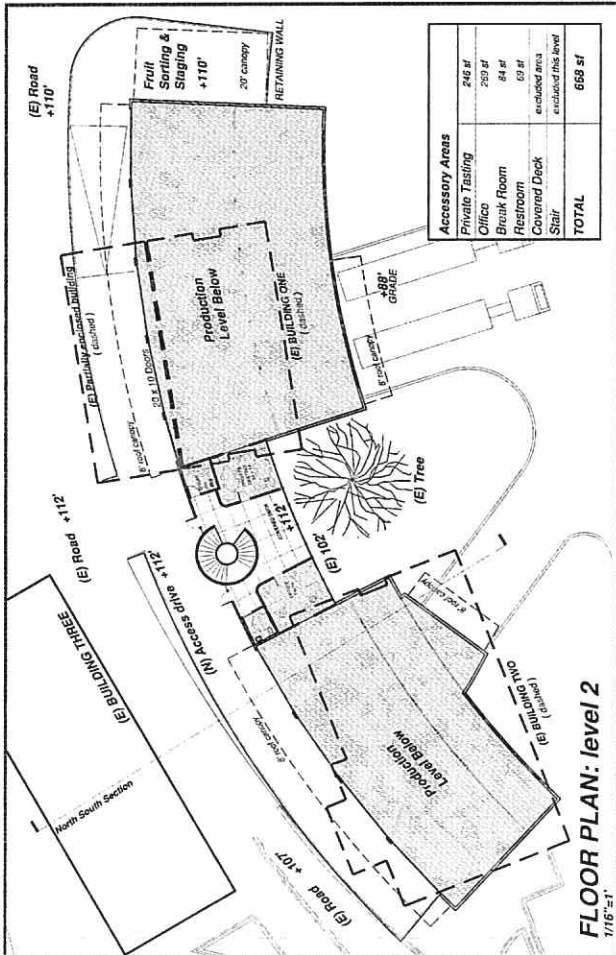 (E) Road
+110'
Fruit
Sorting &
Staging
+110'
20' canopy
RETAINING WALL
(E) Partially enclosed building
( dashed )
8' roof canopy
20 x 10 Doors
Production
Level Below
(E) BUILDING ONE
( dashed )
+88'
GRADE
(E) Road +112'
+112'
(E) 102'
(E) Tree
(E) BUILDING THREE
(N) Access drive +112'
North South Section
8' roof canopy
8' roof canopy
Production
Level Below
(E) BUILDING TWO
( dashed )
(E) Road +107'
Accessory Areas
Private Tasting 246 sf
Office 269 sf
Break Room 84 sf
Restroom 69 sf
Covered Deck excluded area
Stair excluded this level
TOTAL 668 sf
FLOOR PLAN: level 2
1/16"=1'